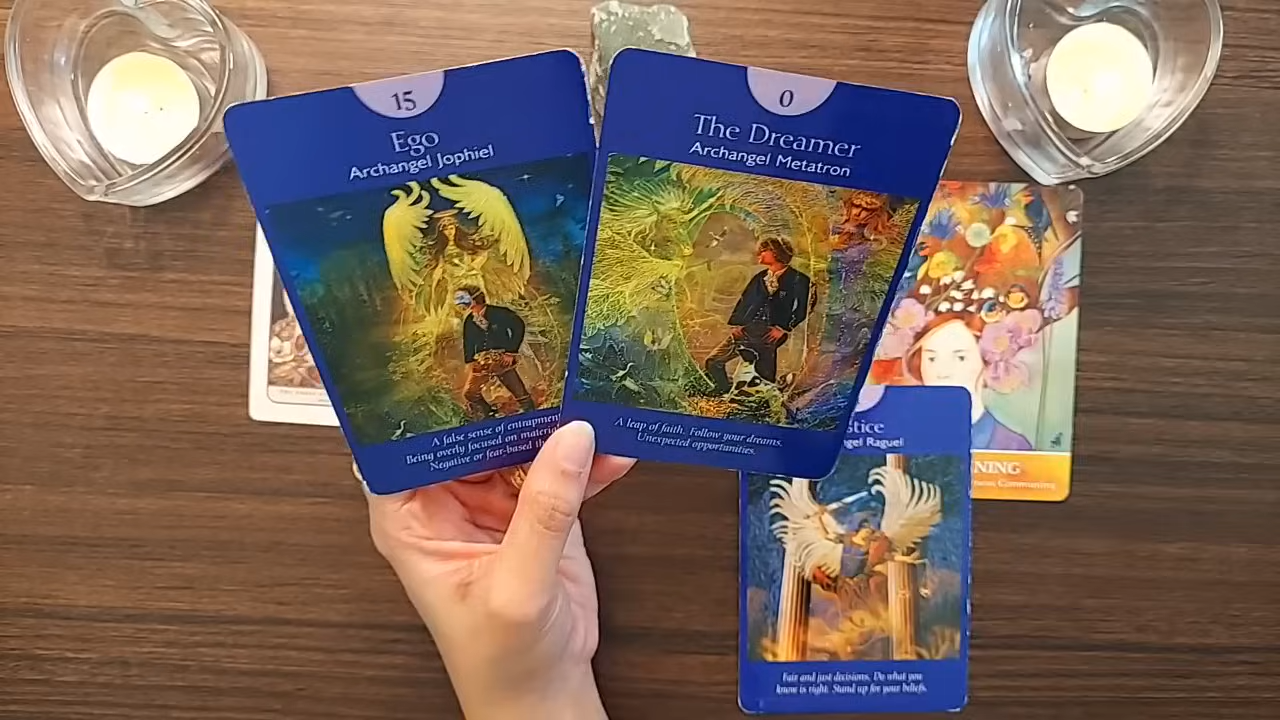 15
Ego
Archangel Jophiel
A false sense of entrapment
Being overly focused on materi
Negative or fear-based th
0
The Dreamer
Archangel Metatron
A leap of faith. Follow your dreams.
Unexpected opportunities.
stice
gel Raguel
Fair and just decisions. Do what you
know is right. Stand up for your beliefs.
NING
Communing